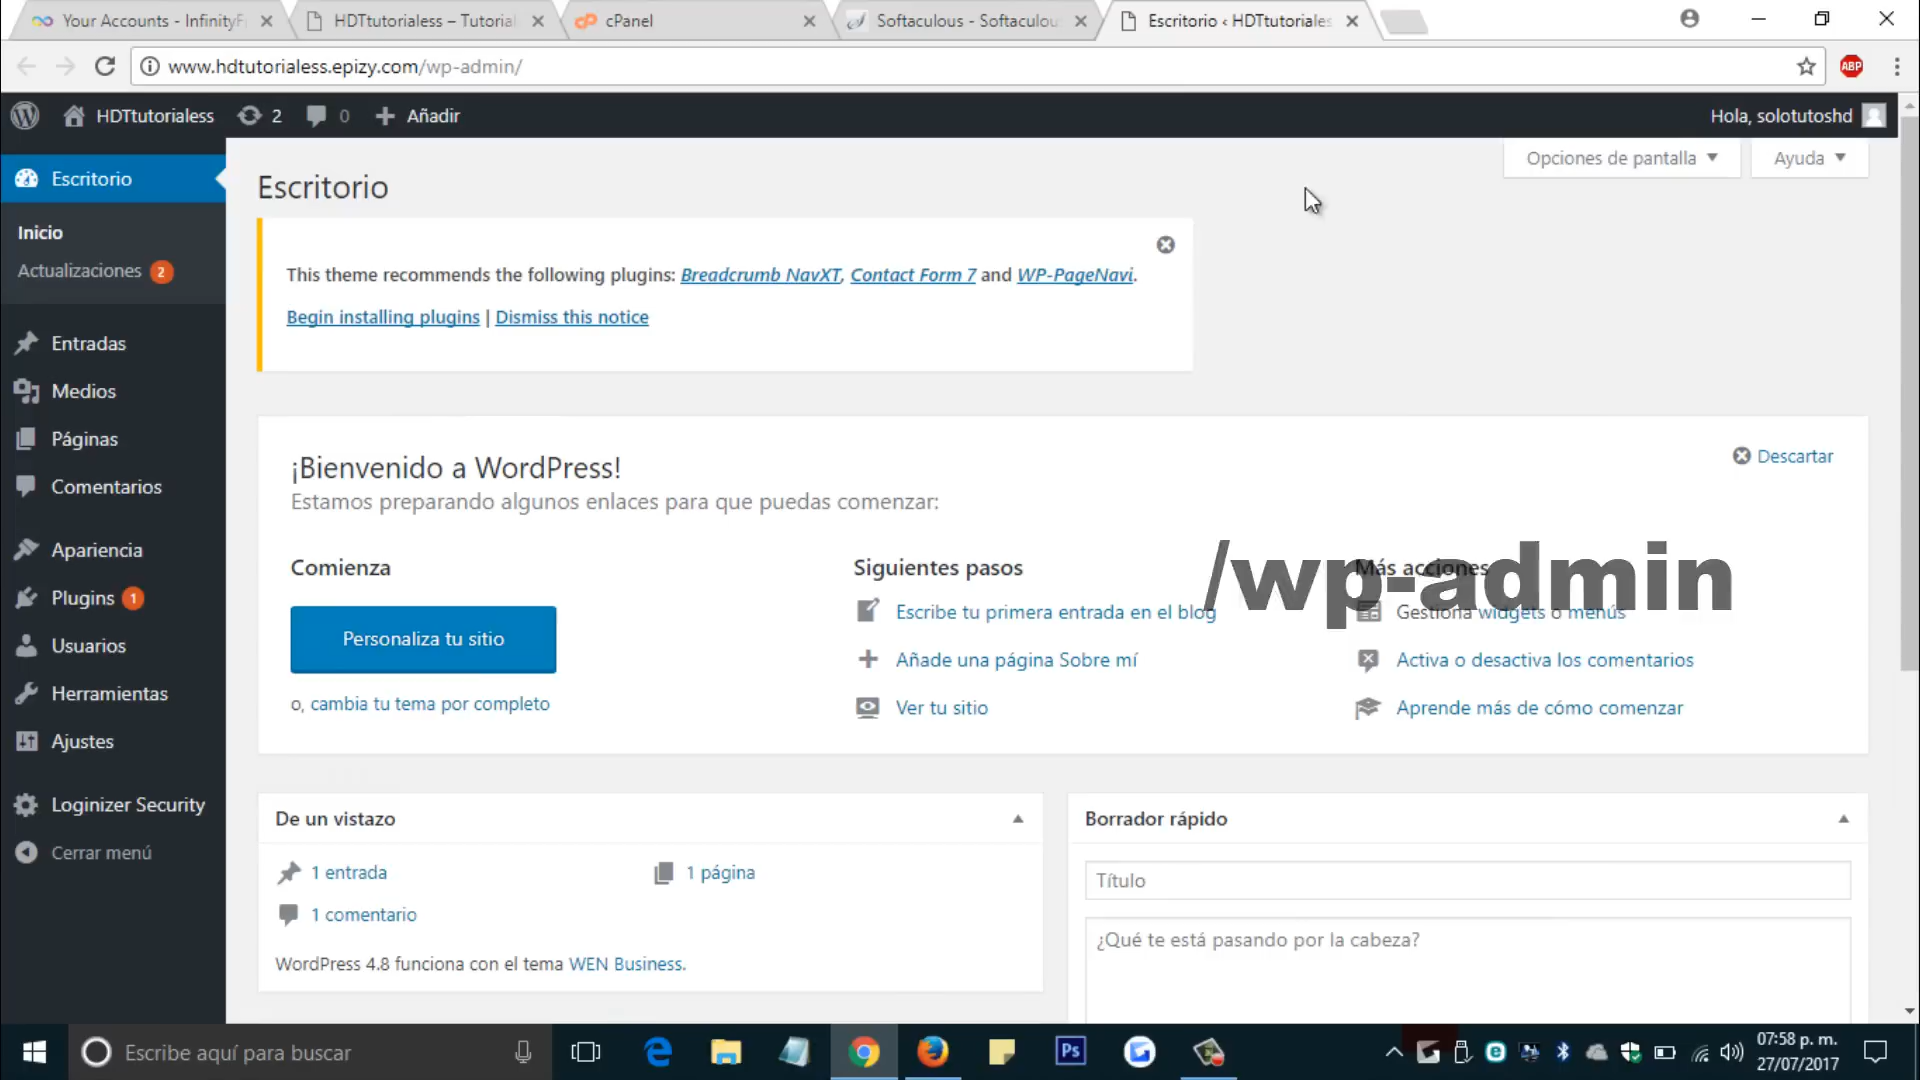 Your Accounts - InfinityF
HDTtutorialess – Tutorial
cPanel
Softaculous - Softaculou
Escritorio ‹ HDTtutoriales
www.hdtutorialess.epizy.com/wp-admin/
ABP
HDTtutorialess
2
0
Añadir
Hola, solotutoshd
Opciones de pantalla
Ayuda
Escritorio
Inicio
Actualizaciones 2
Entradas
Medios
Páginas
Comentarios
Apariencia
Plugins 1
Usuarios
Herramientas
Ajustes
Loginizer Security
Cerrar menú
Escritorio
This theme recommends the following plugins: Breadcrumb NavXT, Contact Form 7 and WP-PageNavi.
Begin installing plugins | Dismiss this notice
¡Bienvenido a WordPress!
Descartar
Estamos preparando algunos enlaces para que puedas comenzar:
Comienza
Personaliza tu sitio
o, cambia tu tema por completo
Siguientes pasos
Escribe tu primera entrada en el blog
Añade una página Sobre mí
Ver tu sitio
Más acciones
Gestiona widgets o menús
Activa o desactiva los comentarios
Aprende más de cómo comenzar
/wp-admin
De un vistazo
1 entrada
1 página
1 comentario
WordPress 4.8 funciona con el tema WEN Business.
Borrador rápido
Título
¿Qué te está pasando por la cabeza?
Escribe aquí para buscar
Ps
07:58 p. m.
27/07/2017